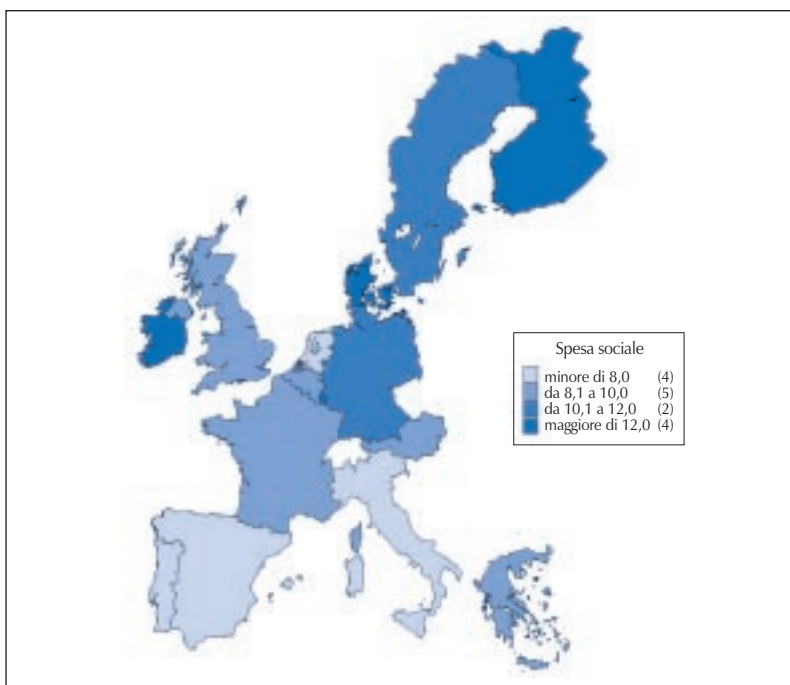 Spesa sociale
minore di 8,0 (4)
da 8,1 a 10,0 (5)
da 10,1 a 12,0 (2)
maggiore di 12,0 (4)